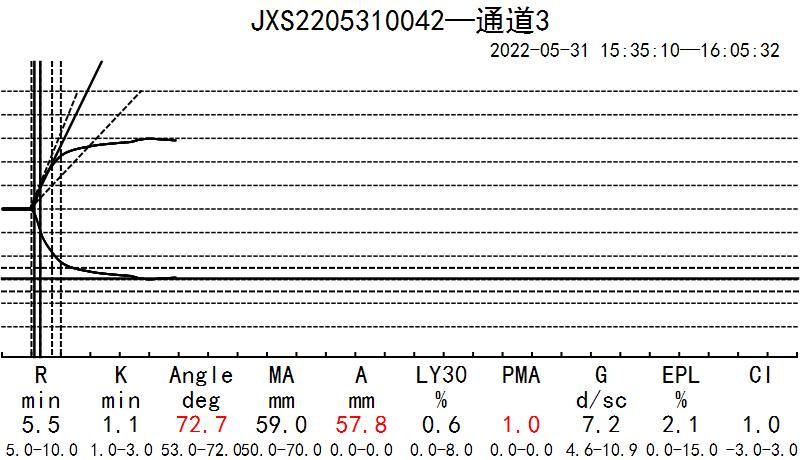 JXS2205310042—通道3
2022-05-31 15:35:10—16:05:32
R K Angle MA A LY30 PMA G EPL CI
min min deg mm mm % d/sc %
5.5 1.1 72.7 59.0 57.8 0.6 1.0 7.2 2.1 1.0
5.0-10.0 1.0-3.0 53.0-72.0 50.0-70.0 0.0-0.0 0.0-8.0 0.0-0.0 4.6-10.9 0.0-15.0 -3.0-3.0